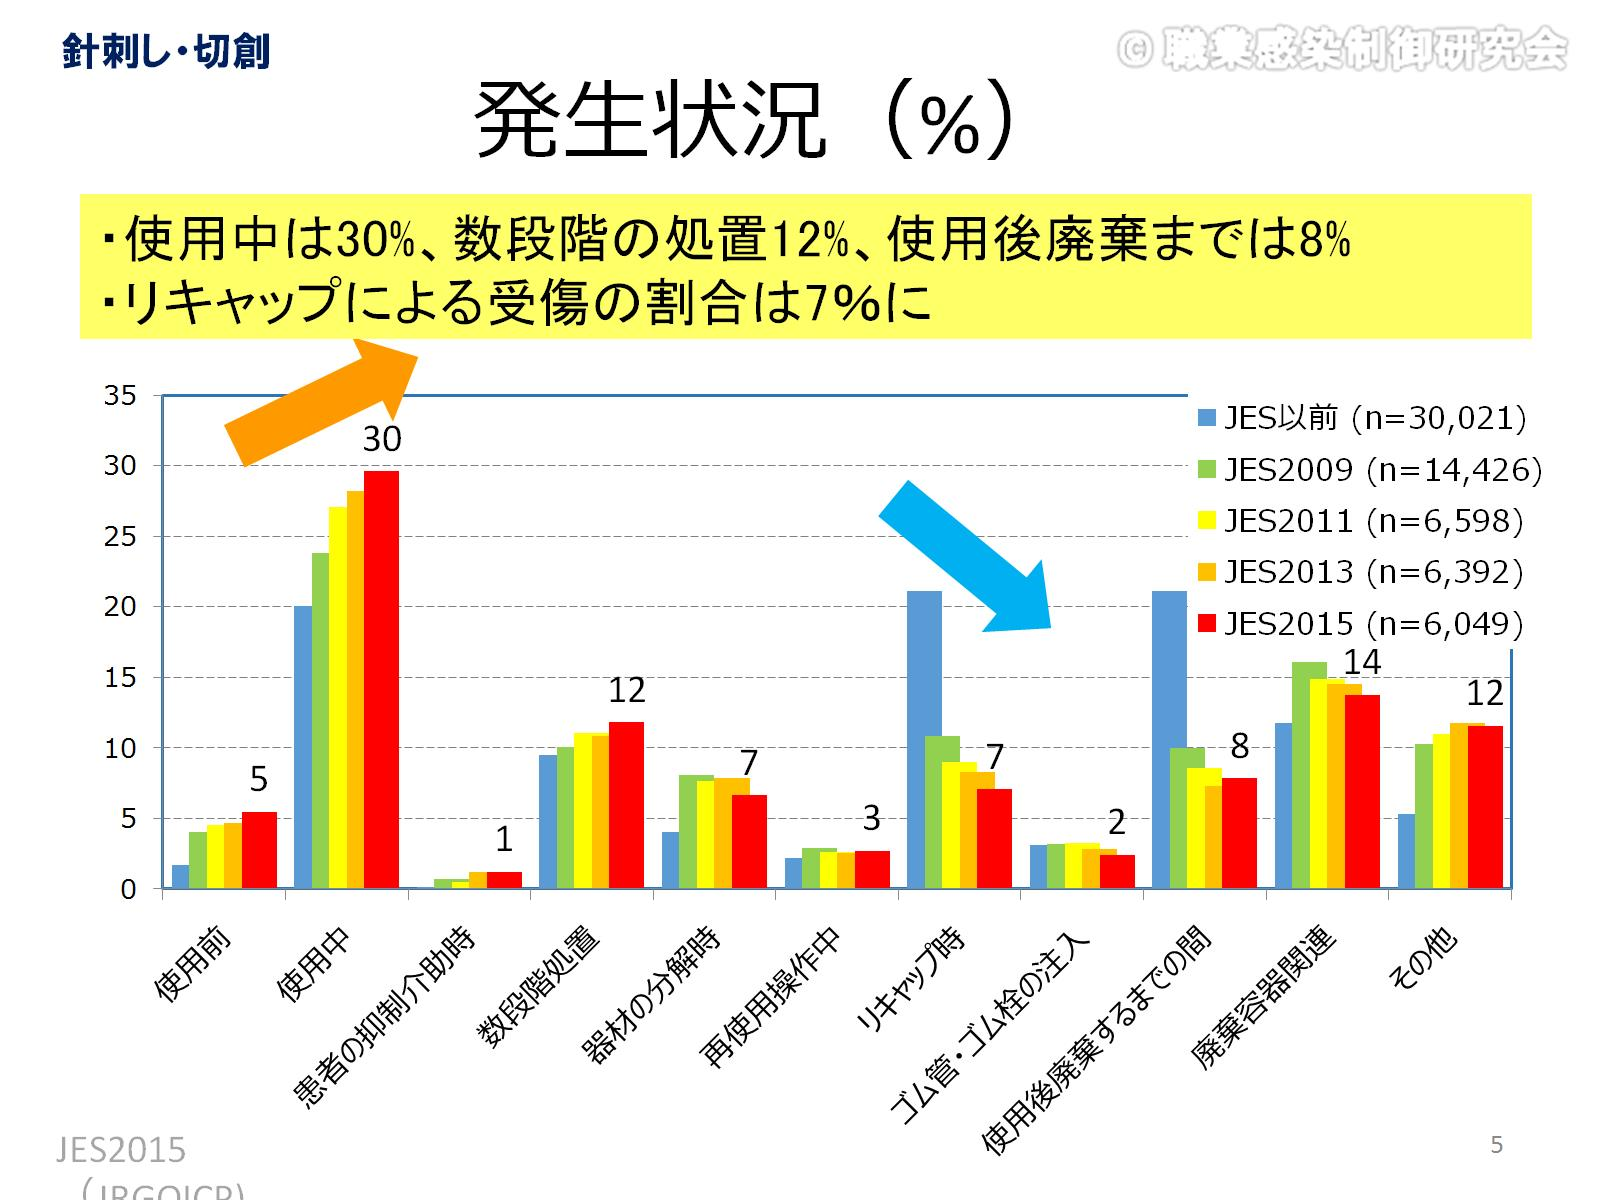 針刺し・切創
© 職業感染制御研究会
発生状況（%）
・使用中は30%、数段階の処置12%、使用後廃棄までは8%
・リキャップによる受傷の割合は7％に
35
30
25
20
15
10
5
0
JES以前 (n=30,021)
JES2009 (n=14,426)
JES2011 (n=6,598)
JES2013 (n=6,392)
JES2015 (n=6,049)
5
30
1
12
7
3
7
2
8
14
12
使用前
使用中
患者の抑制介助時
数段階処置
器材の分解時
再使用操作中
リキャップ時
ゴム管・ゴム栓の注入
使用後廃棄するまでの間
廃棄容器関連
その他
JES2015
（JRGOICP)
5